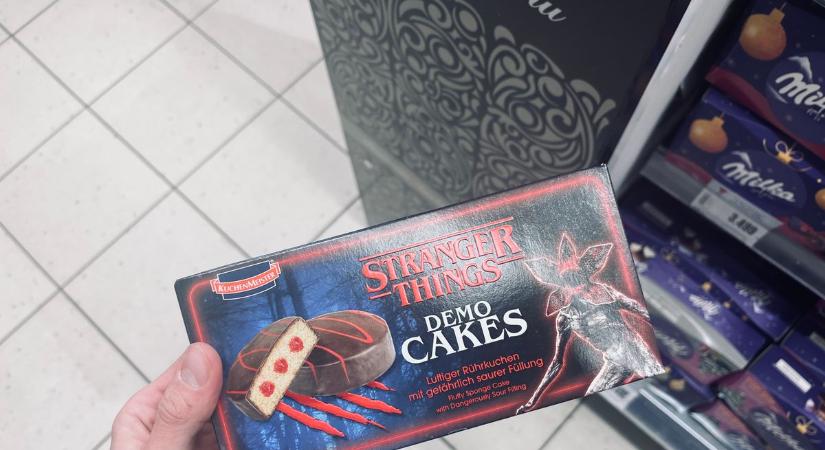 KUCHENMEISTER
STRANGER
THINGS
DEMO
CAKES
Luftiger Rührkuchen
mit gefährlich saurer Füllung
Fluffy Sponge Cake
with Dangerously Sour Filling
Milka
Milka